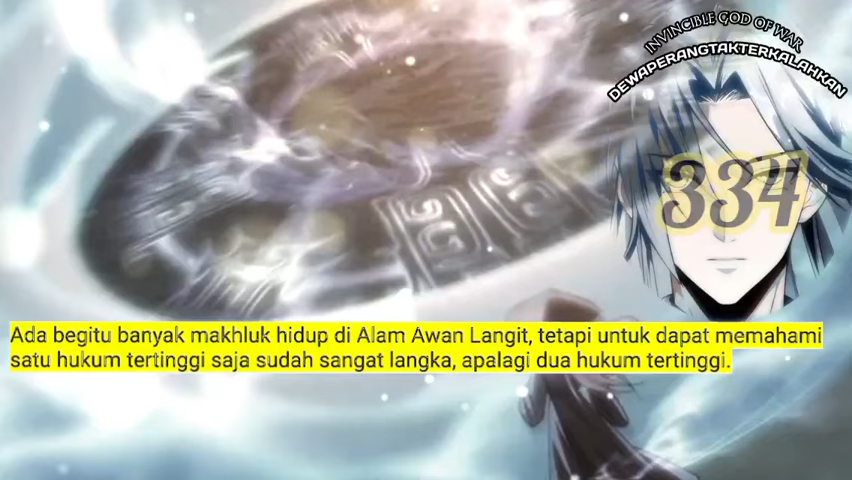 INVINCIBLE GOD OF WAR
DEWAPERANGTAKTERKALAHKAN
334
Ada begitu banyak makhluk hidup di Alam Awan Langit, tetapi untuk dapat memahami
satu hukum tertinggi saja sudah sangat langka, apalagi dua hukum tertinggi.